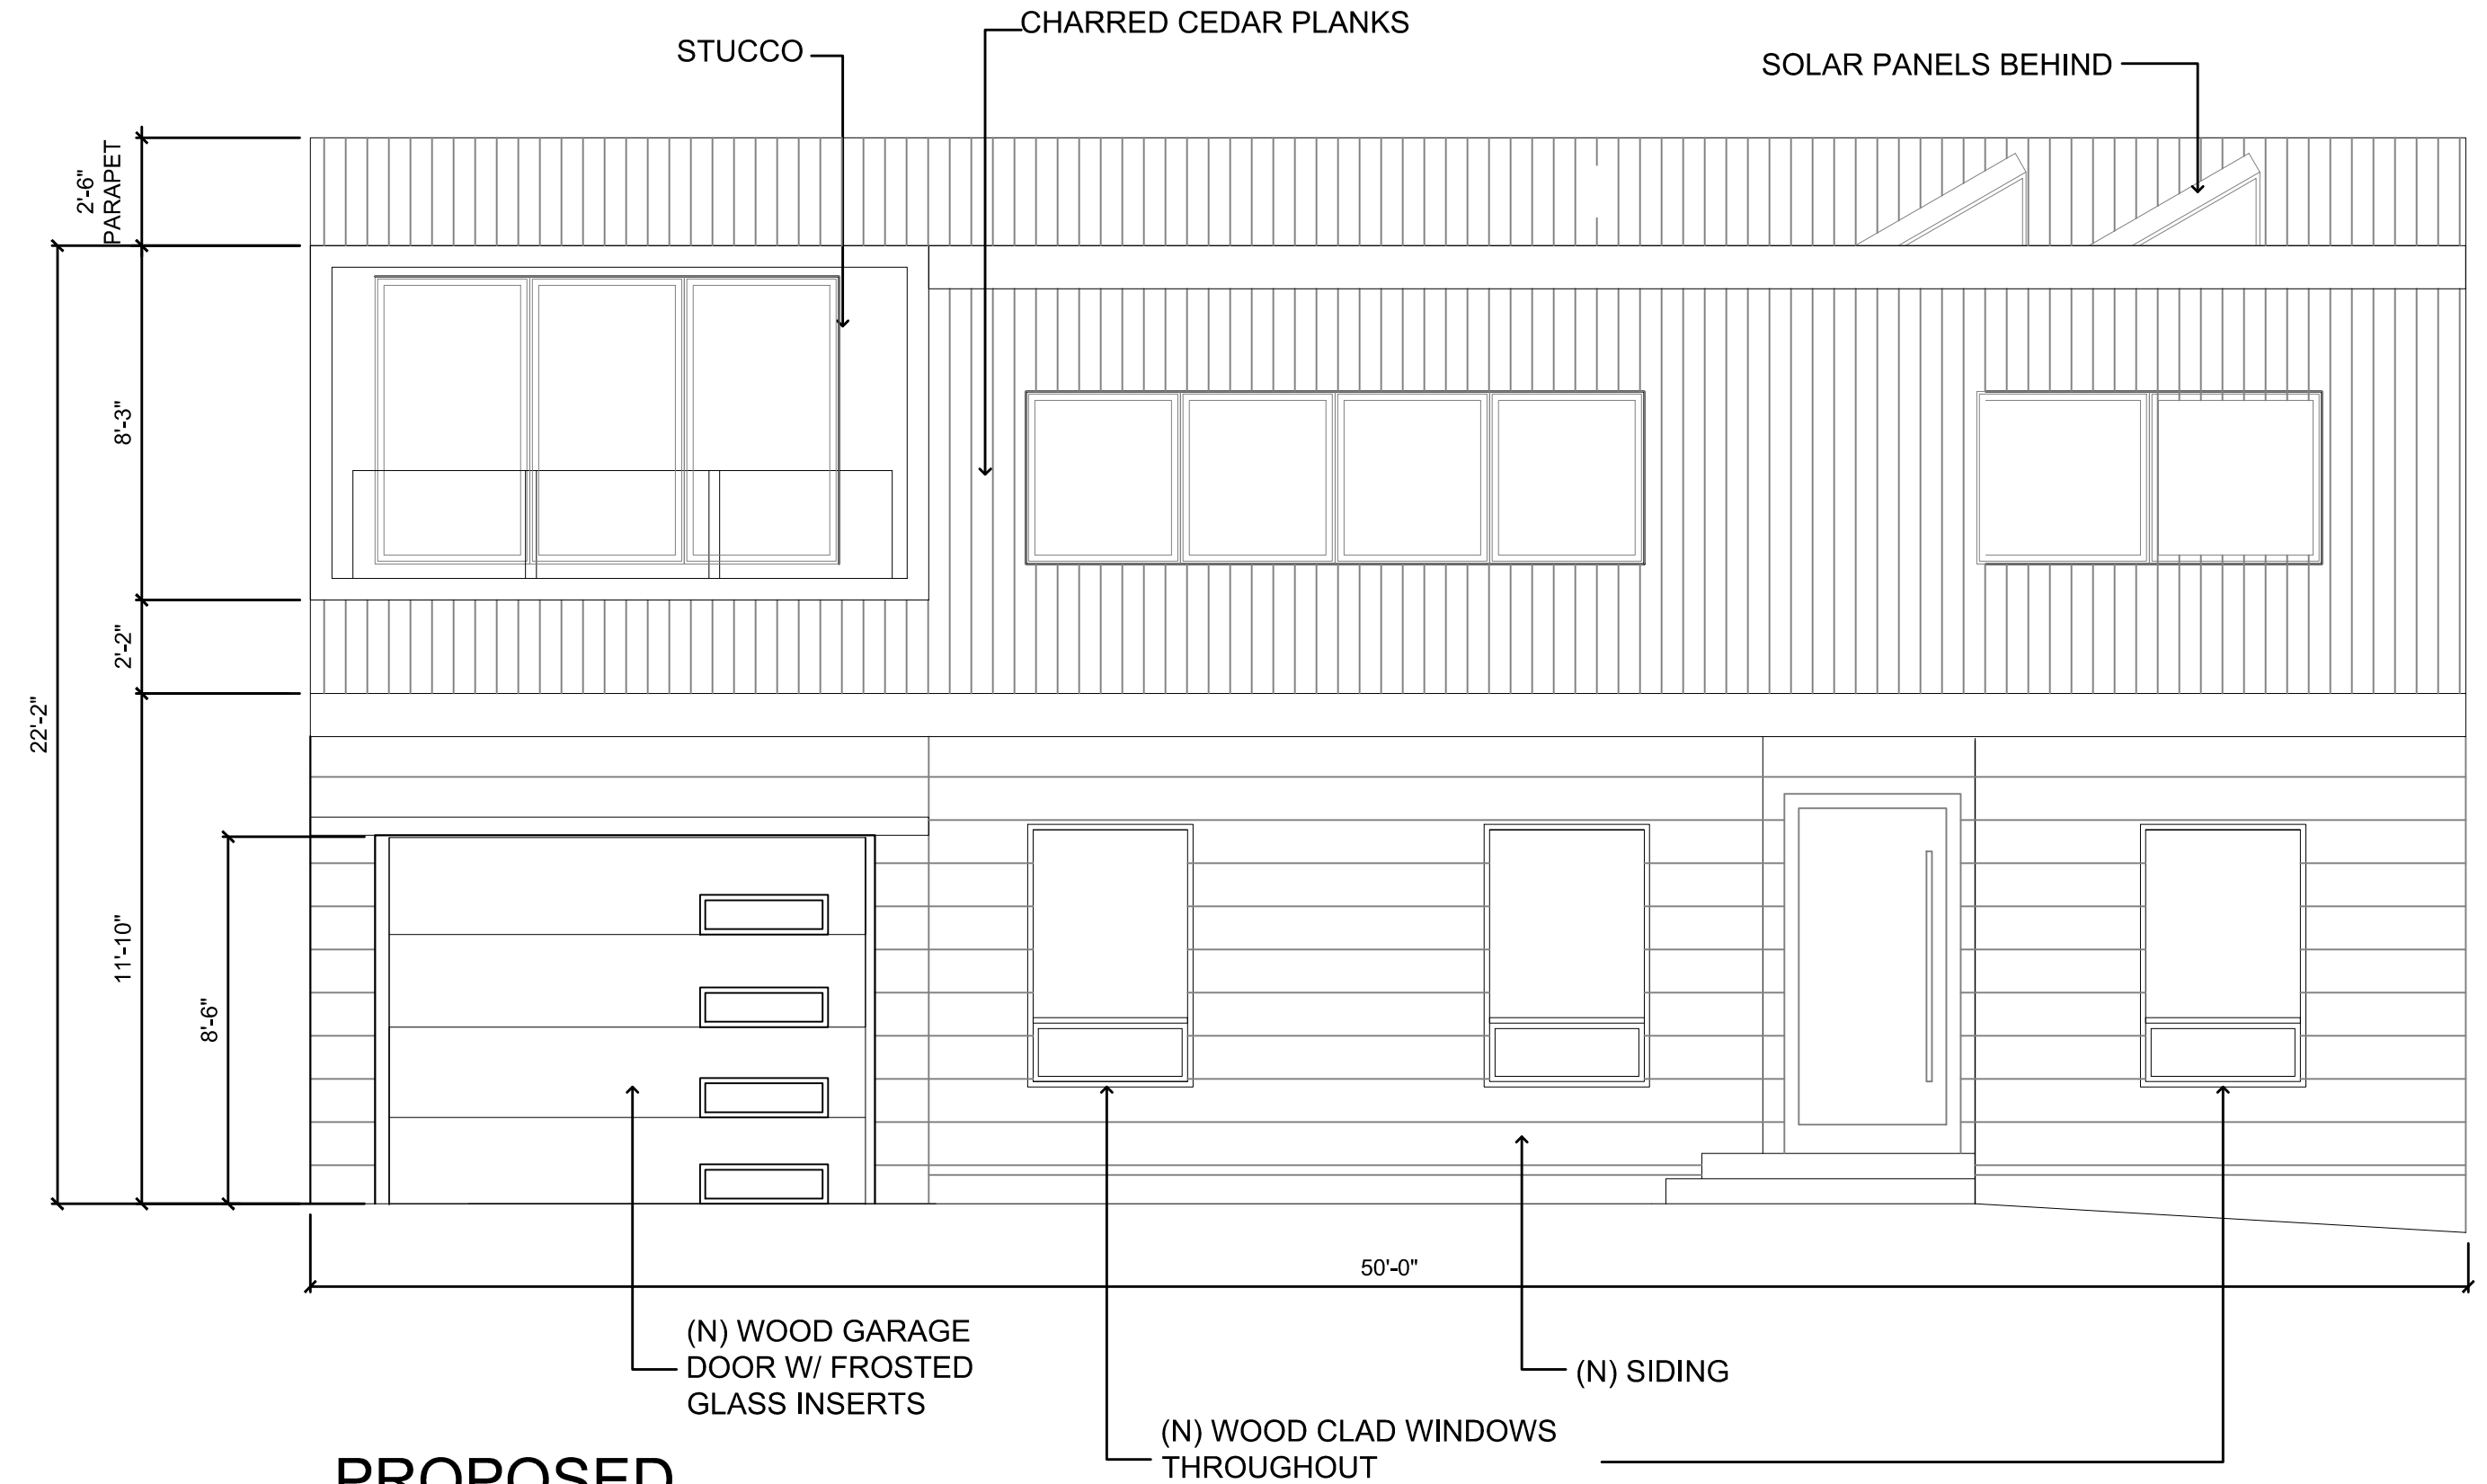 CHARRED CEDAR PLANKS
STUCCO
SOLAR PANELS BEHIND
2'-6"
PARAPET
8'-3"
2'-2"
22'-2"
11'-10"
8'-6"
50'-0"
(N) WOOD GARAGE
DOOR W/ FROSTED
GLASS INSERTS
(N) SIDING
(N) WOOD CLAD WINDOWS
THROUGHOUT
PROPOSED